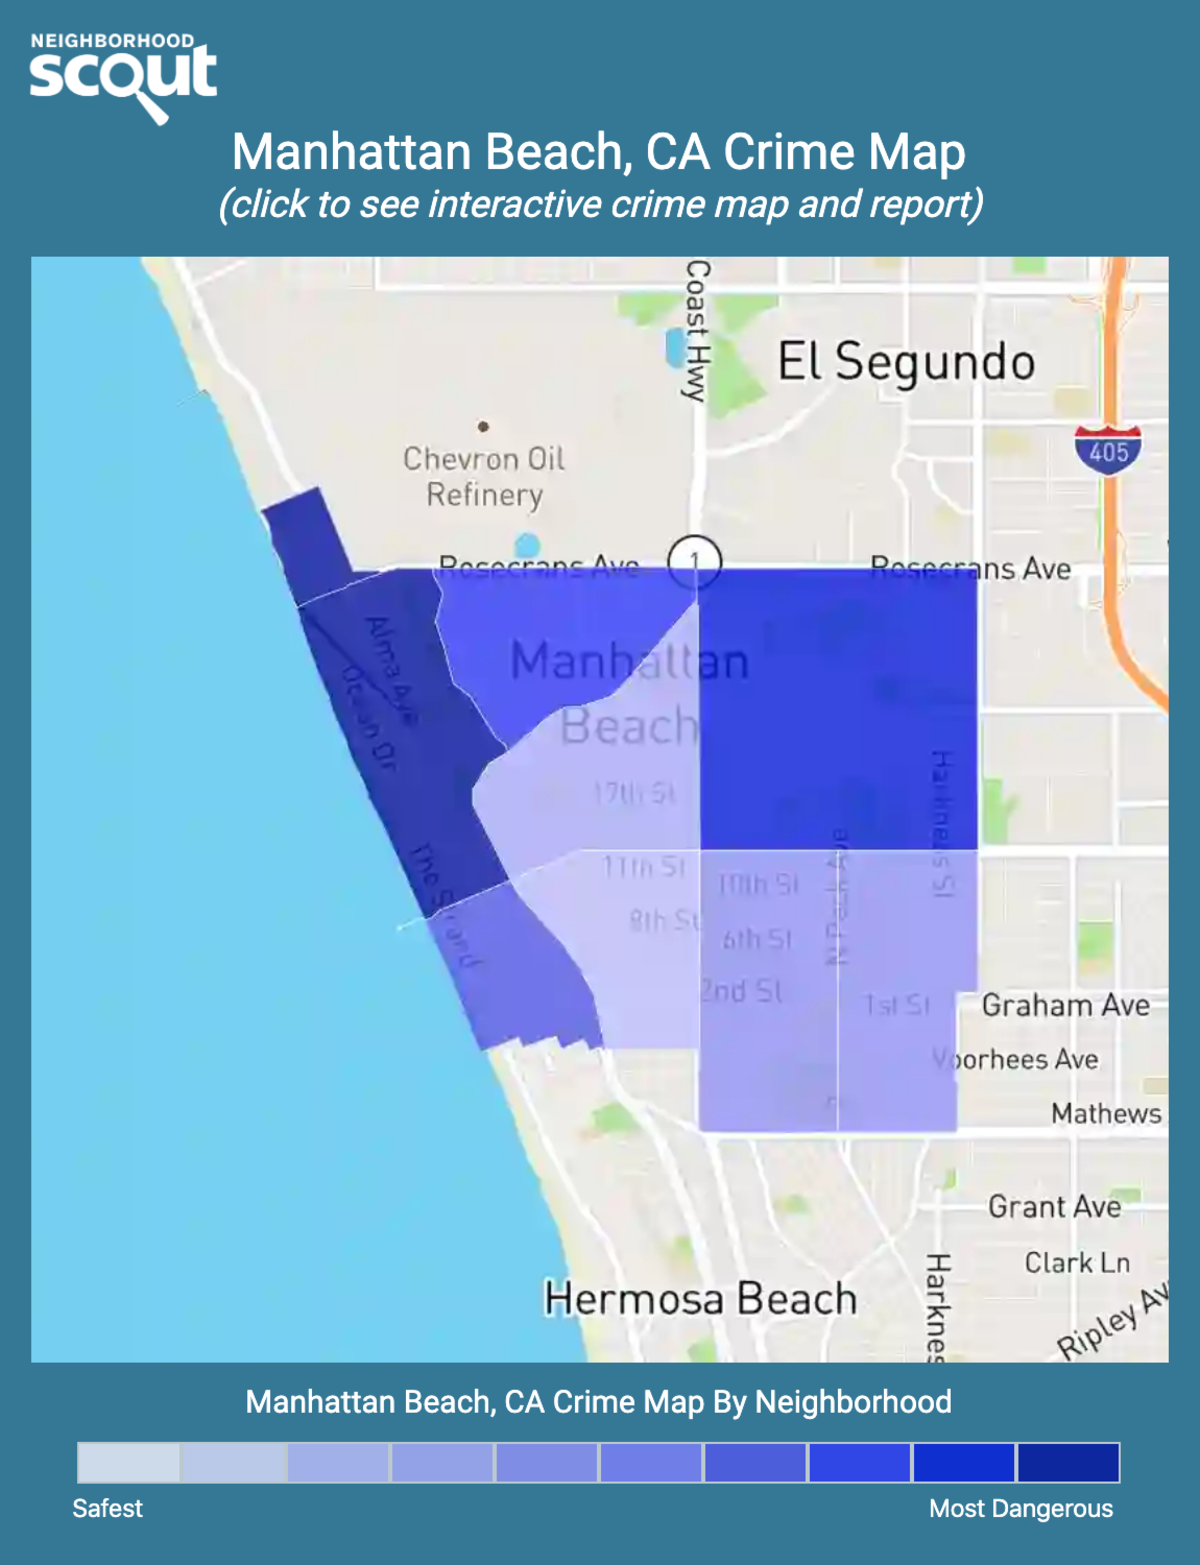 NEIGHBORHOOD
scout
Manhattan Beach, CA Crime Map
(click to see interactive crime map and report)
Coast Hwy
El Segundo
405
Chevron Oil
Refinery
1
Rosecrans Ave
Rosecrans Ave
Alma Ave
Manhattan
Ocean Dr
Beach
Harkness St
17th St
The Strand
11th St
10th St
N Peck Ave
8th St
6th St
2nd St
1st St
Graham Ave
Voorhees Ave
Mathews
Grant Ave
Clark Ln
Harknes
Hermosa Beach
Ripley Av
Manhattan Beach, CA Crime Map By Neighborhood
Safest
Most Dangerous